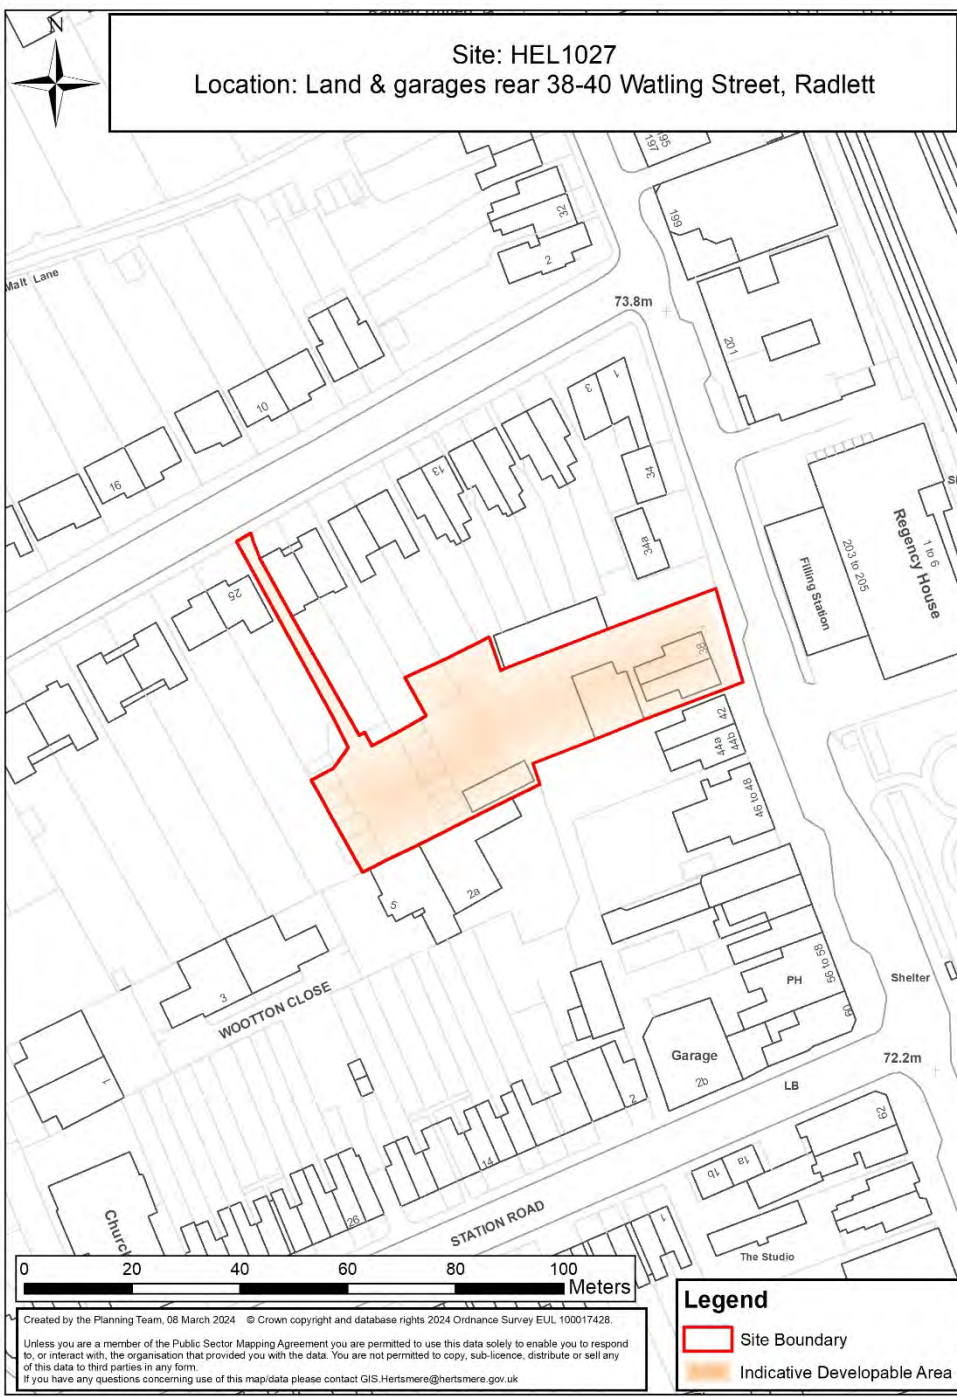 N
Site: HEL1027
Location: Land & garages rear 38-40 Watling Street, Radlett
195
197
199
32
2
Malt Lane
73.8m
201
1
3
10
34
13
16
34a
Regency House
1 to 6
203 to 205
Filling Station
25
38
42
44a
44b
46 to 48
5
2a
3
WOOTTON CLOSE
56 to 58
PH
Shelter
60
Garage
2b
72.2m
LB
1
2
62
14
1b
1a
26
1
Church
STATION ROAD
The Studio
0 20 40 60 80 100
Meters
Created by the Planning Team, 08 March 2024 © Crown copyright and database rights 2024 Ordnance Survey EUL 100017428.
Unless you are a member of the Public Sector Mapping Agreement you are permitted to use this data solely to enable you to respond
to, or interact with, the organisation that provided you with the data. You are not permitted to copy, sub-licence, distribute or sell any
of this data to third parties in any form.
If you have any questions concerning use of this map/data please contact GIS.Hertsmere@hertsmere.gov.uk
Legend
Site Boundary
Indicative Developable Area